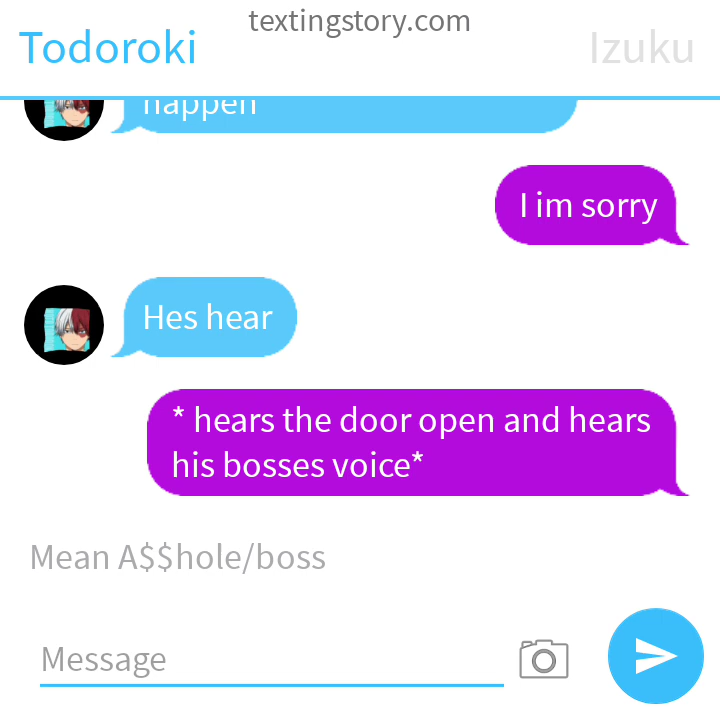 textingstory.com
Todoroki
Izuku
happen
I im sorry
Hes hear
* hears the door open and hears
his bosses voice*
Mean A$$hole/boss
Message